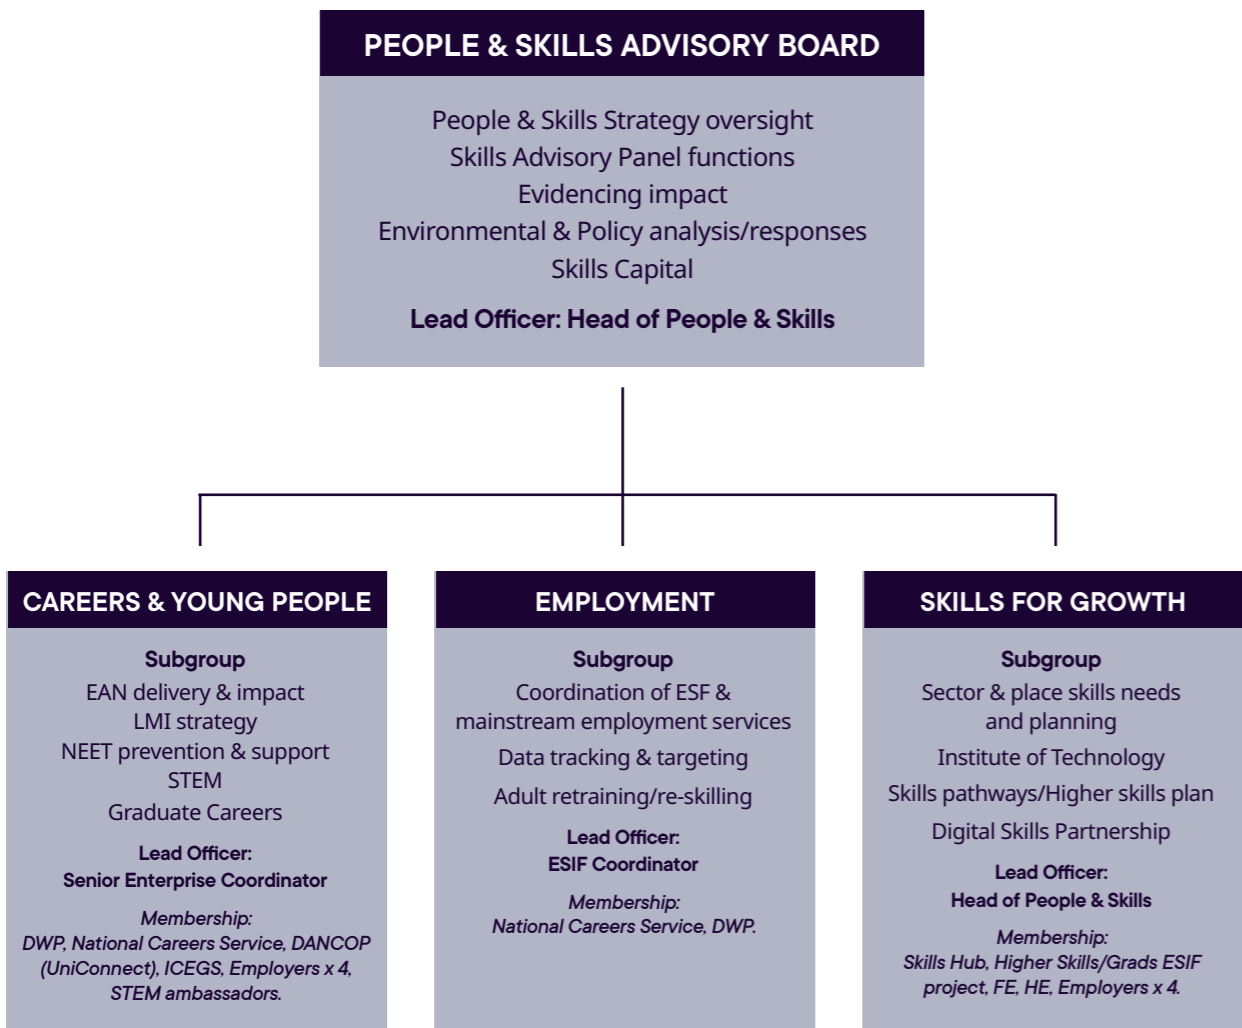 PEOPLE & SKILLS ADVISORY BOARD
People & Skills Strategy oversight
Skills Advisory Panel functions
Evidencing impact
Environmental & Policy analysis/responses
Skills Capital
Lead Officer: Head of People & Skills
CAREERS & YOUNG PEOPLE
Subgroup
EAN delivery & impact
LMI strategy
NEET prevention & support
STEM
Graduate Careers
Lead Officer:
Senior Enterprise Coordinator
Membership:
DWP, National Careers Service, DANCOP
(UniConnect), ICEGS, Employers x 4,
STEM ambassadors.
EMPLOYMENT
Subgroup
Coordination of ESF &
mainstream employment services
Data tracking & targeting
Adult retraining/re-skilling
Lead Officer:
ESIF Coordinator
Membership:
National Careers Service, DWP.
SKILLS FOR GROWTH
Subgroup
Sector & place skills needs
and planning
Institute of Technology
Skills pathways/Higher skills plan
Digital Skills Partnership
Lead Officer:
Head of People & Skills
Membership:
Skills Hub, Higher Skills/Grads ESIF
project, FE, HE, Employers x 4.